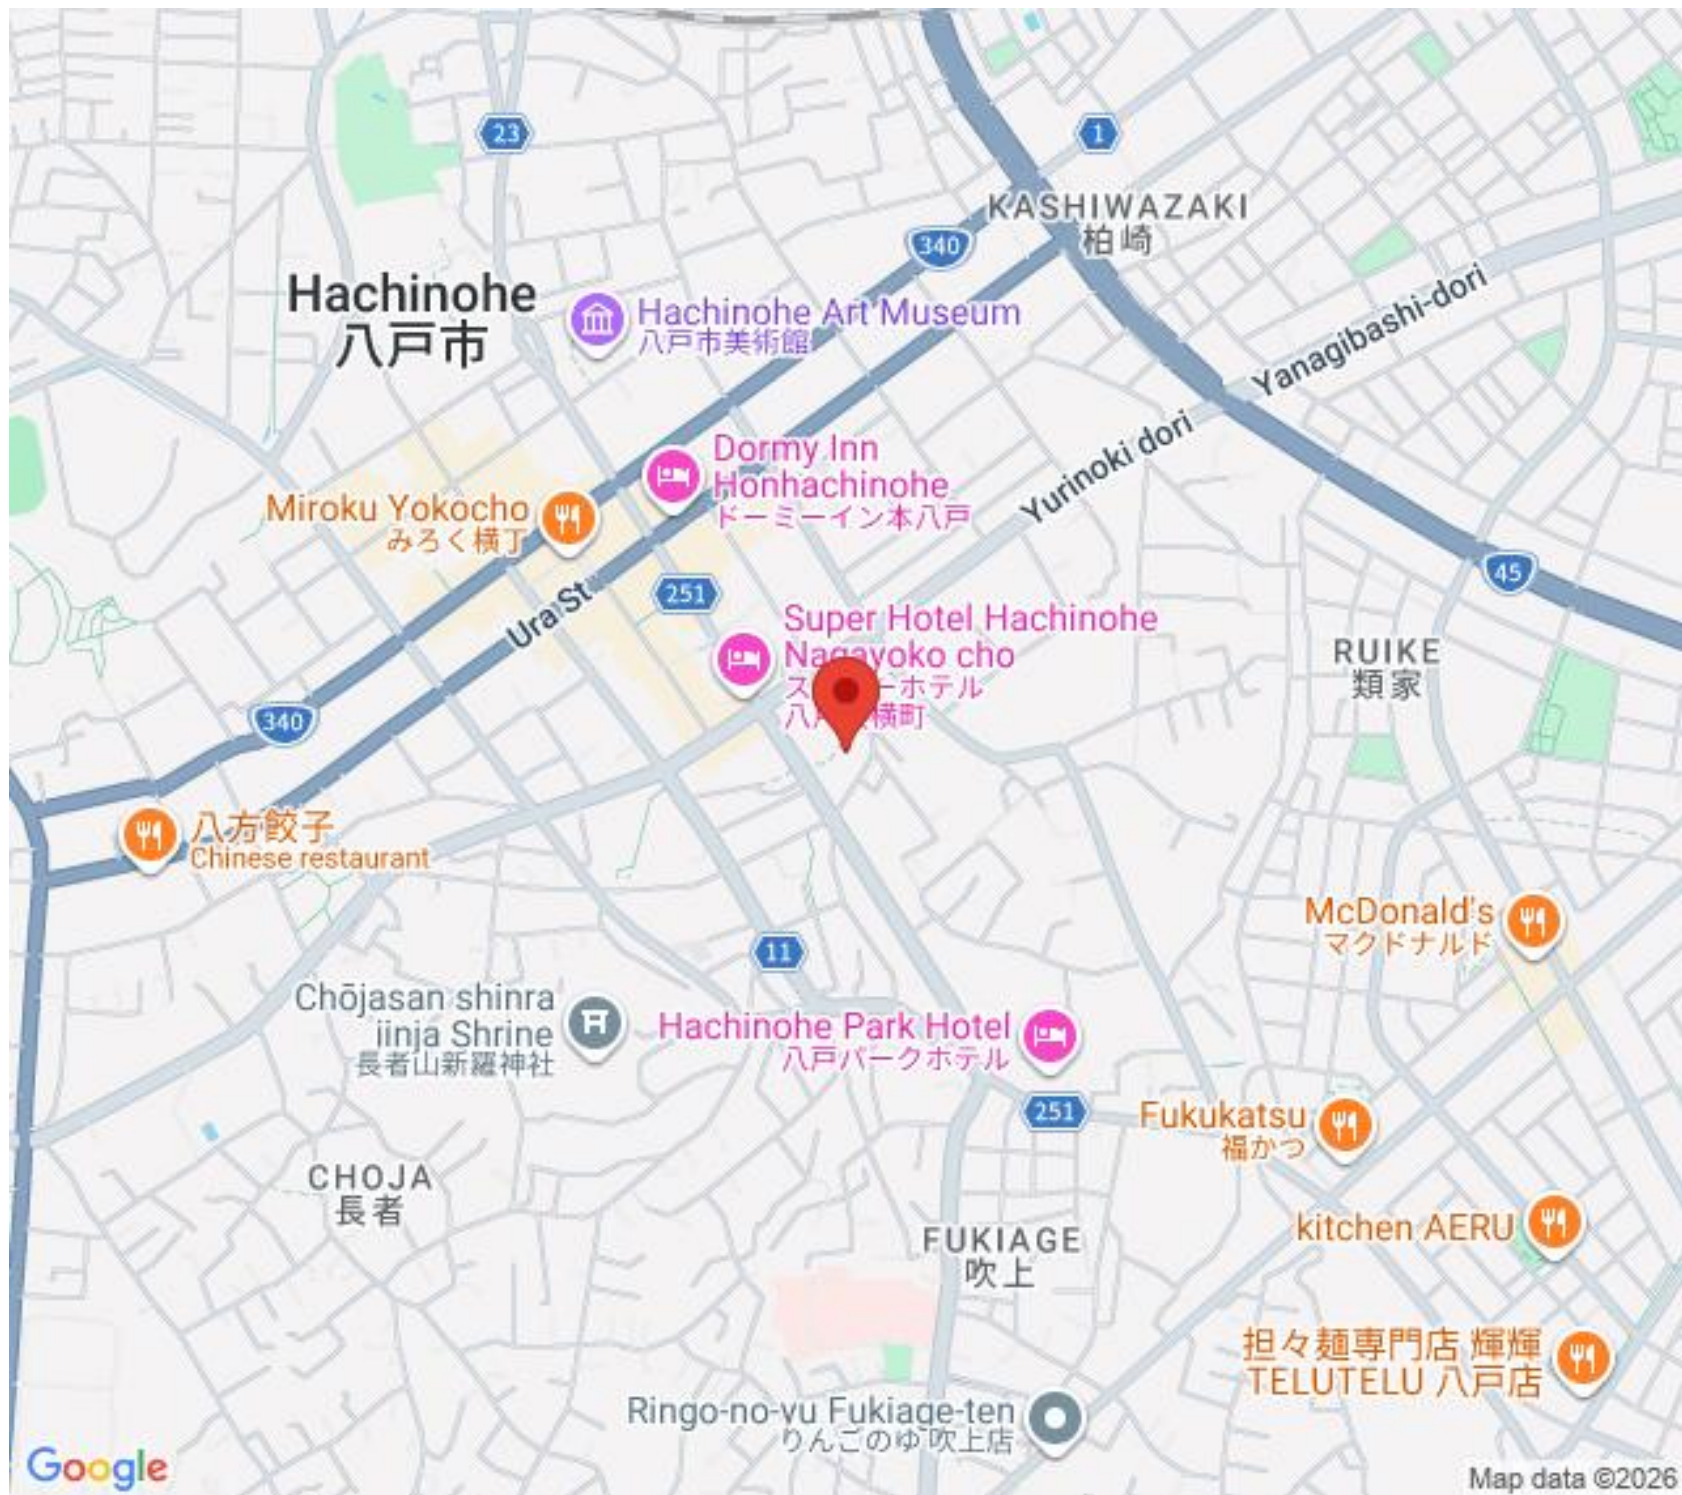 23
1
KASHIWAZAKI
柏崎
340
Hachinohe
八戸市
Hachinohe Art Museum
八戸市美術館
Yanagibashi-dori
Yurinoki dori
Dormy Inn
Honhachinohe
ドーミーイン本八戸
Miroku Yokocho
みろく横丁
Ura St
251
45
Super Hotel Hachinohe
Nagayoko cho
ス ーホテル
八 横町
RUIKE
類家
340
八方餃子
Chinese restaurant
McDonald's
マクドナルド
11
Chōjasan shinra
jinja Shrine
長者山新羅神社
Hachinohe Park Hotel
八戸パークホテル
251
Fukukatsu
福かつ
CHOJA
長者
FUKIAGE
吹上
kitchen AERU
担々麺専門店 輝輝
TELUTELU 八戸店
Ringo-no-yu Fukiage-ten
りんごのゆ 吹上店
Google
Map data ©2026